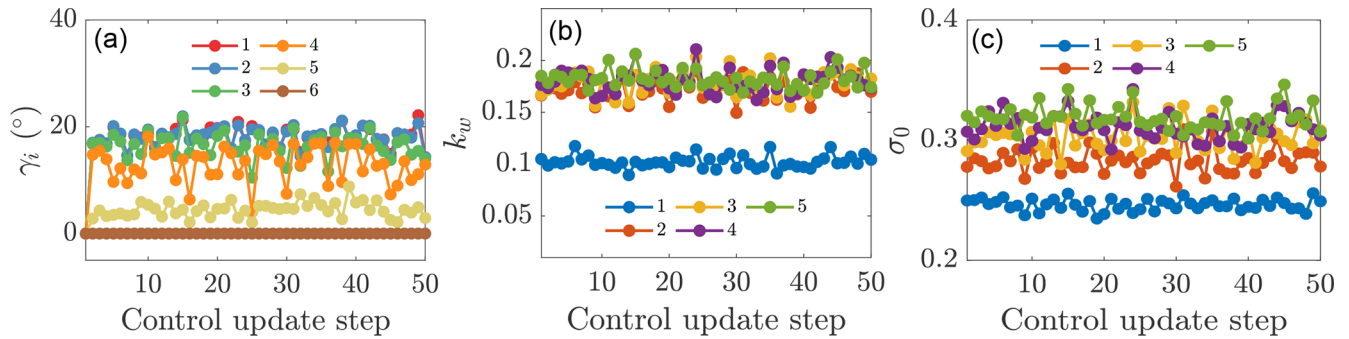 (a)
40
20
0
γᵢ (°)
1 4
2 5
3 6
10 20 30 40 50
Control update step
(b)
0.2
0.15
0.1
0.05
k_w
1 3 5
2 4
10 20 30 40 50
Control update step
(c)
0.4
0.3
0.2
σ₀
1 3 5
2 4
10 20 30 40 50
Control update step